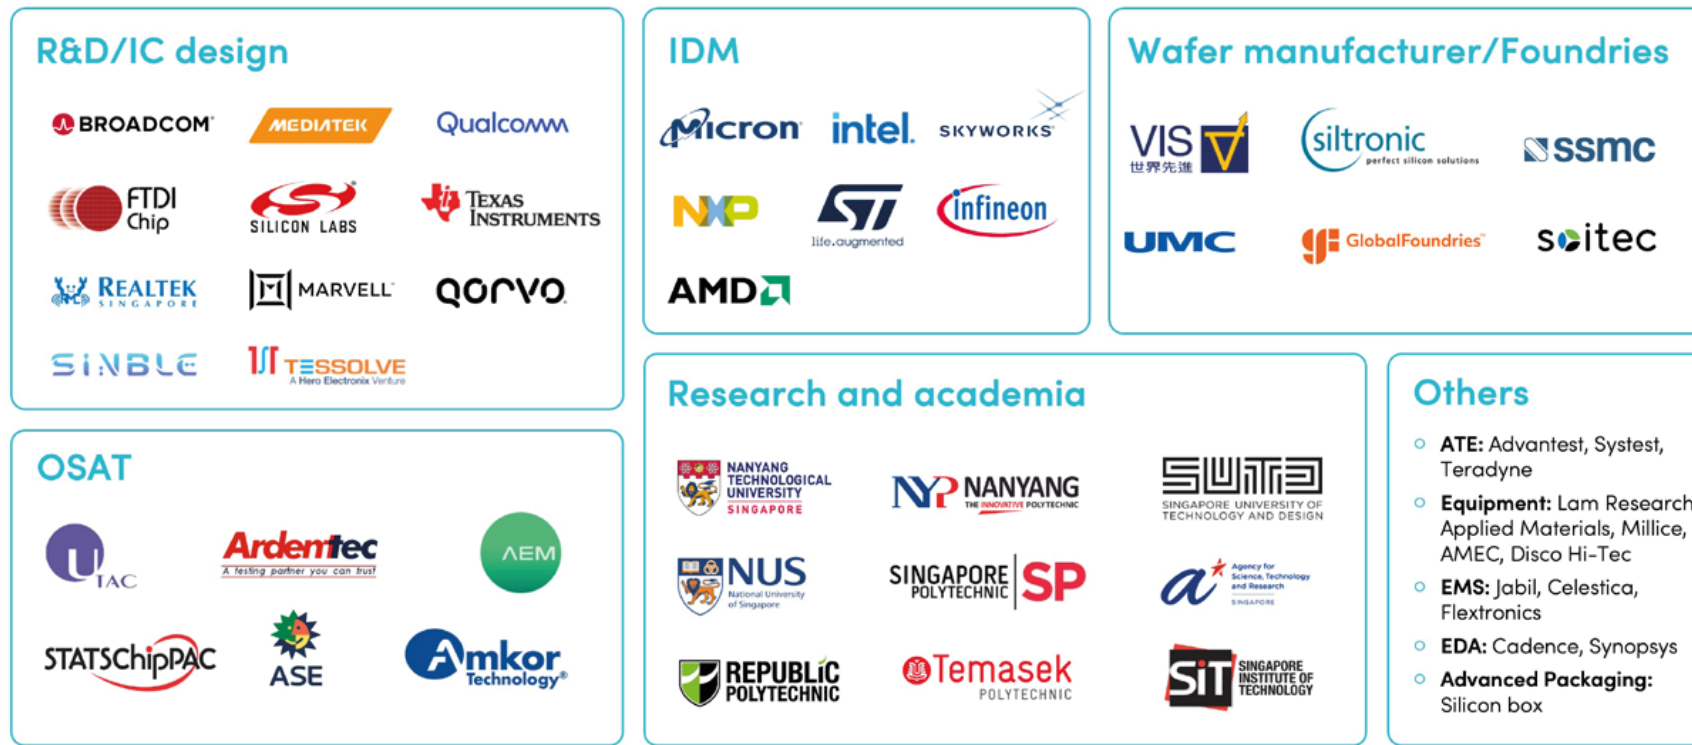 R&D/IC design
BROADCOM
MEDIATEK
Qualcomm
FTDI
Chip
SILICON LABS
TEXAS
INSTRUMENTS
REALTEK
SINGAPORE
MARVELL
QORVO
SINBLE
TESSOLVE
A Hero Electronix Venture
IDM
Micron
intel.
SKYWORKS
NXP
ST
life.augmented
infineon
AMD
Wafer manufacturer/Foundries
VIS
世界先進
siltronic
perfect silicon solutions
ssmc
UMC
GF GlobalFoundries™
soitec
OSAT
UTAC
Ardentec
A testing partner you can trust
AEM
STATSChipPAC
ASE
Amkor
Technology®
Research and academia
NANYANG
TECHNOLOGICAL
UNIVERSITY
SINGAPORE
NYP NANYANG
THE INNOVATIVE POLYTECHNIC
SUTD
SINGAPORE UNIVERSITY OF
TECHNOLOGY AND DESIGN
NUS
National University
of Singapore
SINGAPORE
POLYTECHNIC
SP
Agency for
Science, Technology
and Research
SINGAPORE
REPUBLIC
POLYTECHNIC
Temasek
POLYTECHNIC
SiT
SINGAPORE
INSTITUTE OF
TECHNOLOGY
Others
ATE: Advantest, Systest,
Teradyne
Equipment: Lam Research
Applied Materials, Millice,
AMEC, Disco Hi-Tec
EMS: Jabil, Celestica,
Flextronics
EDA: Cadence, Synopsys
Advanced Packaging:
Silicon box